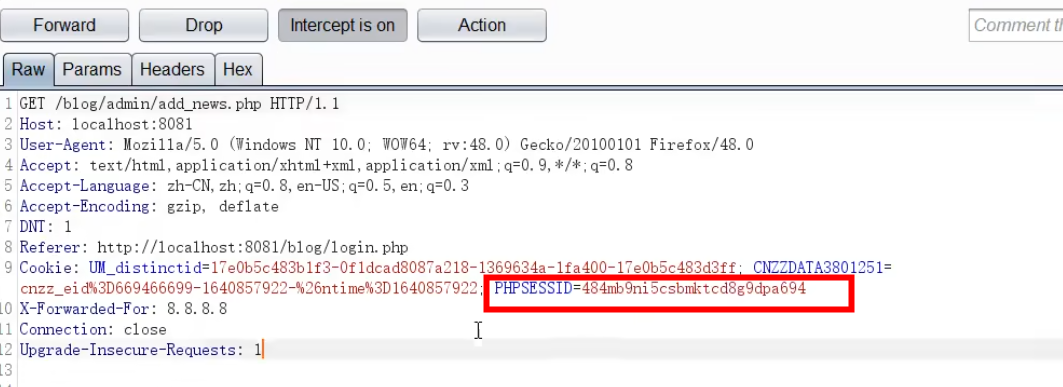 Forward Drop Intercept is on Action Comment th
Raw Params Headers Hex
1 GET /blog/admin/add_news.php HTTP/1.1
2 Host: localhost:8081
3 User-Agent: Mozilla/5.0 (Windows NT 10.0; WOW64; rv:48.0) Gecko/20100101 Firefox/48.0
4 Accept: text/html,application/xhtml+xml,application/xml;q=0.9,*/*;q=0.8
5 Accept-Language: zh-CN,zh;q=0.8,en-US;q=0.5,en;q=0.3
6 Accept-Encoding: gzip, deflate
7 DNT: 1
8 Referer: http://localhost:8081/blog/login.php
9 Cookie: UM_distinctid=17e0b5c483b1f3-0f1dcad8087a218-1369634a-1fa400-17e0b5c483d3ff; CNZZDATA3801251=
cnzz_eid%3D669466699-1640857922-%26ntime%3D1640857922; PHPSESSID=484mb9ni5csbmktcd8g9dpa694
10 X-Forwarded-For: 8.8.8.8
11 Connection: close
12 Upgrade-Insecure-Requests: 1
13